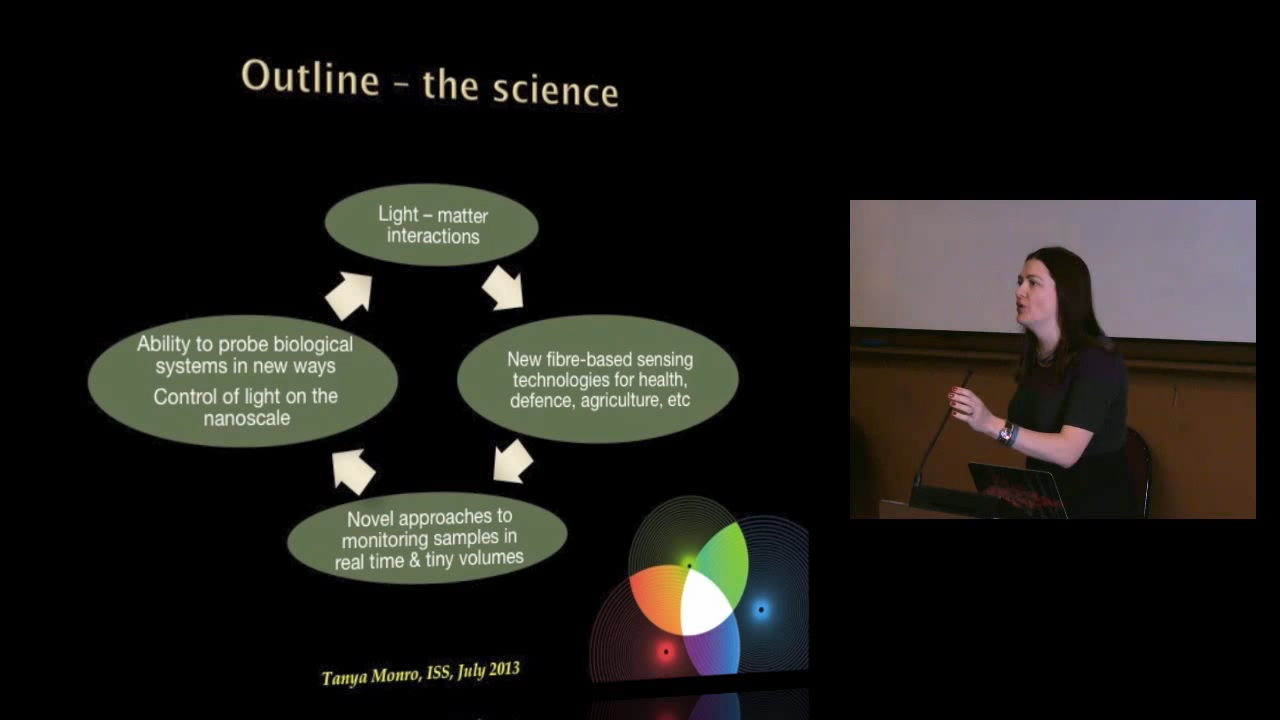 Outline – the science
Light – matter
interactions
New fibre-based sensing
technologies for health,
defence, agriculture, etc
Novel approaches to
monitoring samples in
real time & tiny volumes
Ability to probe biological
systems in new ways
Control of light on the
nanoscale
Tanya Monro, ISS, July 2013